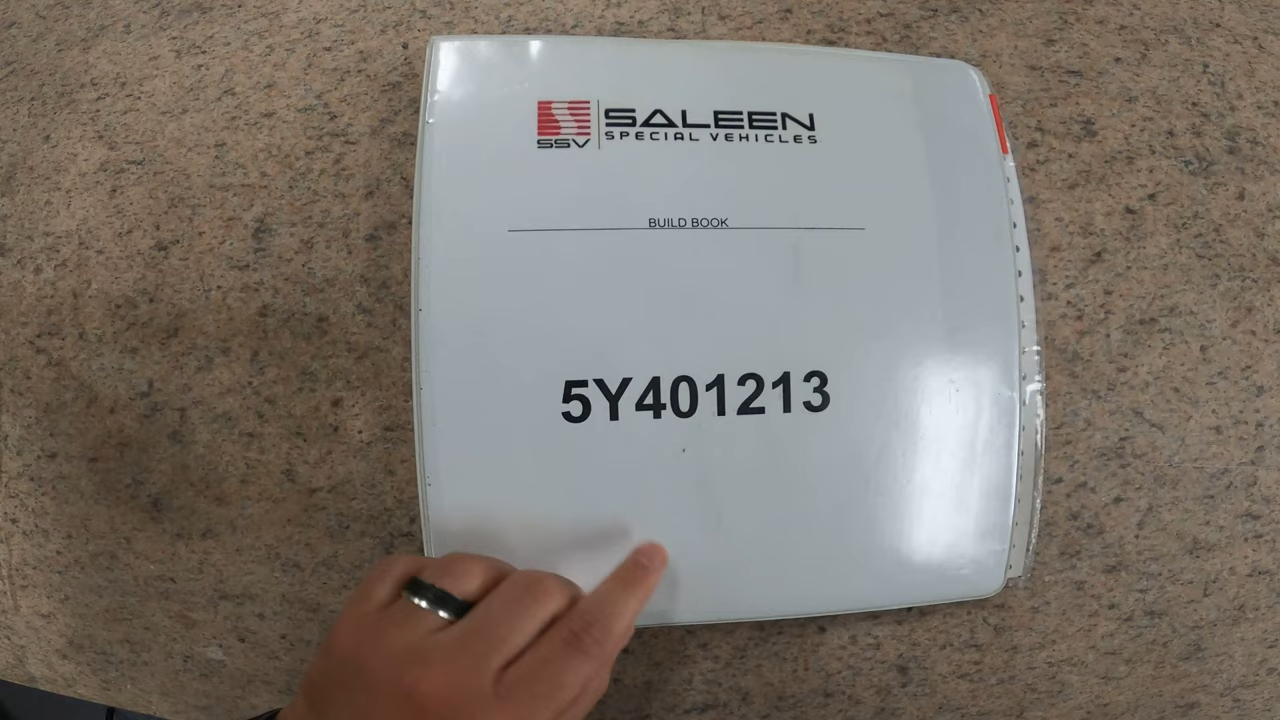 SSV
SALEEN
SPECIAL VEHICLES
BUILD BOOK
5Y401213